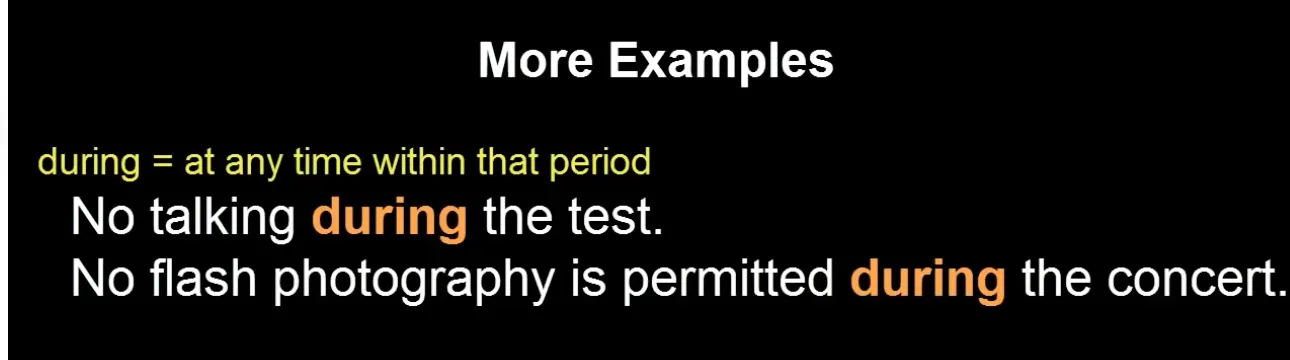 More Examples
during = at any time within that period
No talking during the test.
No flash photography is permitted during the concert.